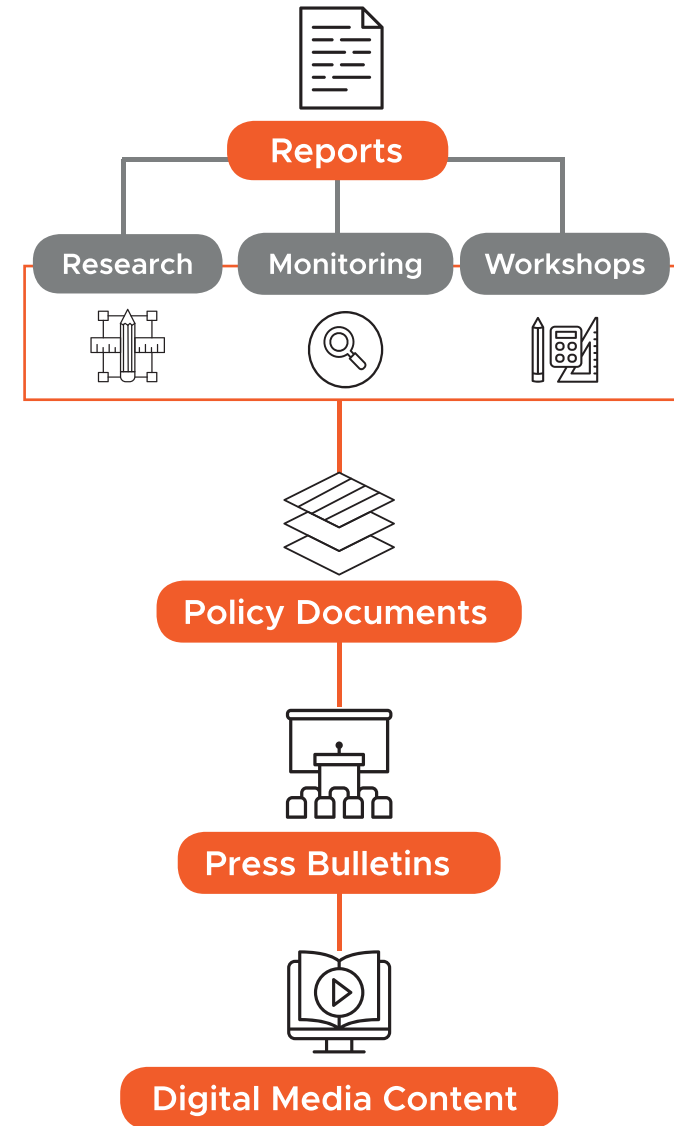 Reports
Research
Monitoring
Workshops
Policy Documents
Press Bulletins
Digital Media Content